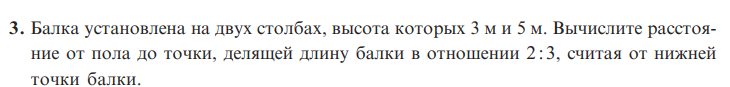 3. Балка установлена на двух столбах, высота которых 3 м и 5 м. Вычислите расстоя-
ние от пола до точки, делящей длину балки в отношении 2:3, считая от нижней
точки балки.